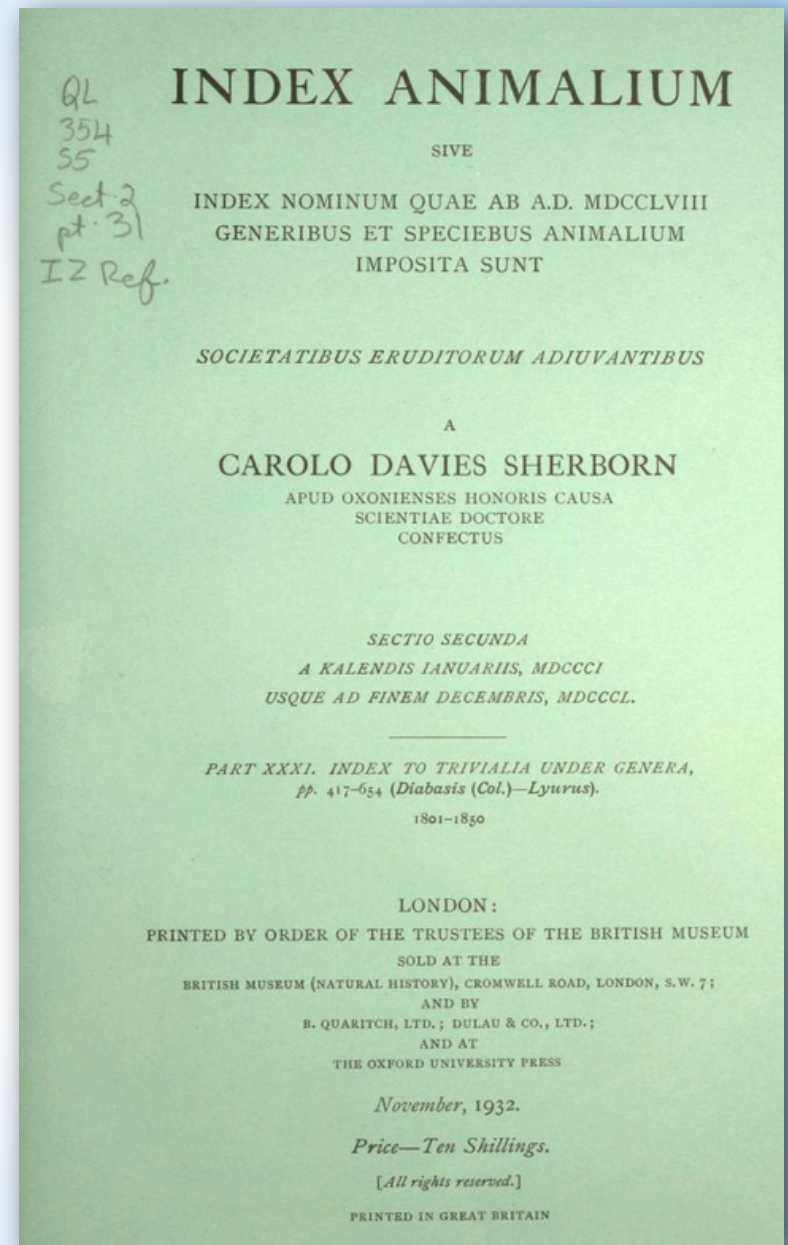 QL
354
S5
Sect. 2
pt. 31
IZ Ref.
INDEX ANIMALIUM
SIVE
INDEX NOMINUM QUAE AB A.D. MDCCLVIII
GENERIBUS ET SPECIEBUS ANIMALIUM
IMPOSITA SUNT
SOCIETATIBUS ERUDITORUM ADIUVANTIBUS
A
CAROLO DAVIES SHERBORN
APUD OXONIENSES HONORIS CAUSA
SCIENTIAE DOCTORE
CONFECTUS
SECTIO SECUNDA
A KALENDIS IANUARIIS, MDCCCI
USQUE AD FINEM DECEMBRIS, MDCCCL.
PART XXXI. INDEX TO TRIVIALIA UNDER GENERA,
pp. 417–654 (Diabasis (Col.)—Lyurus).
1801–1850
LONDON:
PRINTED BY ORDER OF THE TRUSTEES OF THE BRITISH MUSEUM
SOLD AT THE
BRITISH MUSEUM (NATURAL HISTORY), CROMWELL ROAD, LONDON, S.W. 7;
AND BY
B. QUARITCH, LTD.; DULAU & CO., LTD.;
AND AT
THE OXFORD UNIVERSITY PRESS
November, 1932.
Price—Ten Shillings.
[All rights reserved.]
PRINTED IN GREAT BRITAIN